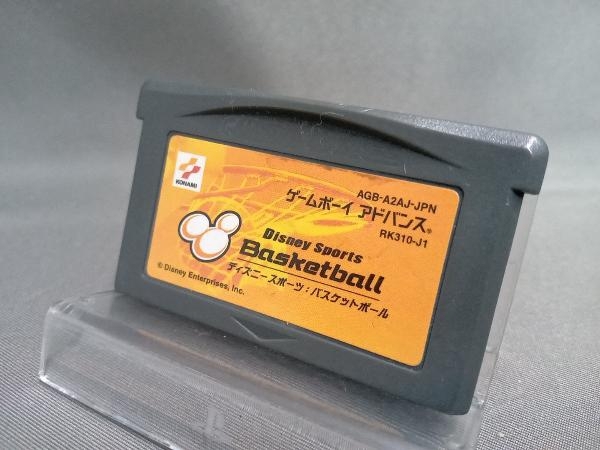 KONAMI
AGB-A2AJ-JPN
ゲームボーイ アドバンス®
RK310-J1
Disney Sports
Basketball
ディズニースポーツ：バスケットボール
© Disney Enterprises, Inc.